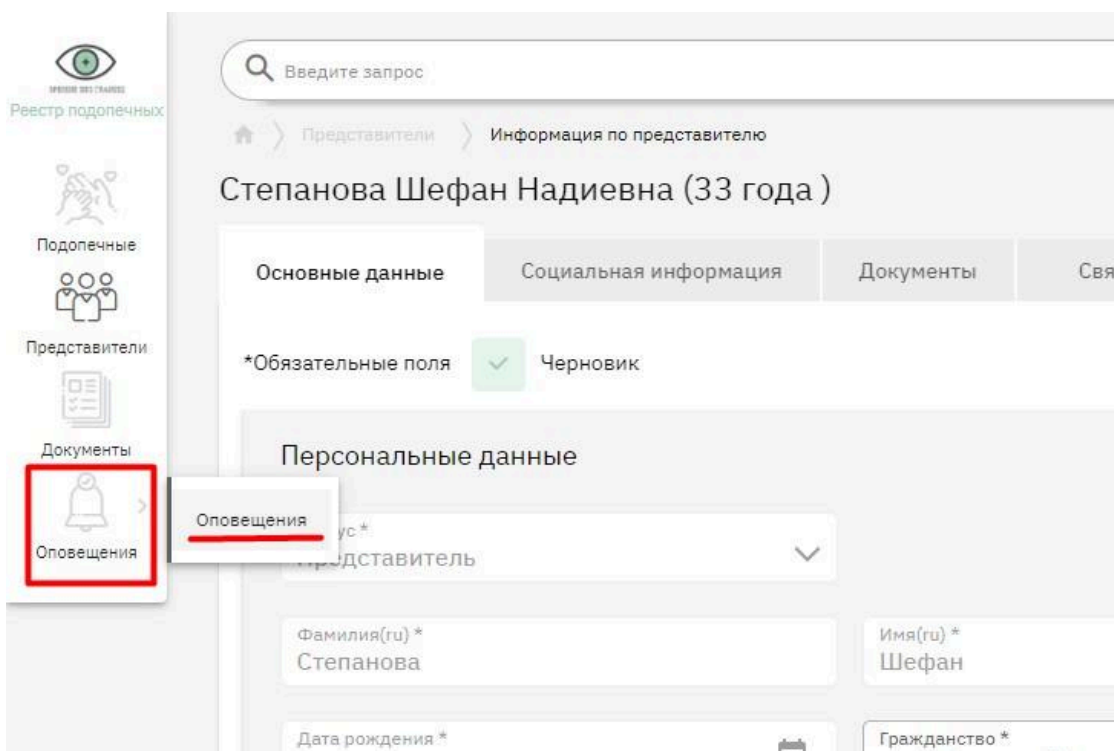 Реестр подопечных
Введите запрос
Представители
Информация по представителю
Степанова Шефан Надиевна (33 года )
Подопечные
Представители
Документы
Оповещения
Основные данные
Социальная информация
Документы
Свя
*Обязательные поля
Черновик
Персональные данные
Оповещения
ус *
Представитель
Фамилия(ru) *
Степанова
Имя(ru) *
Шефан
Дата рождения *
Гражданство *